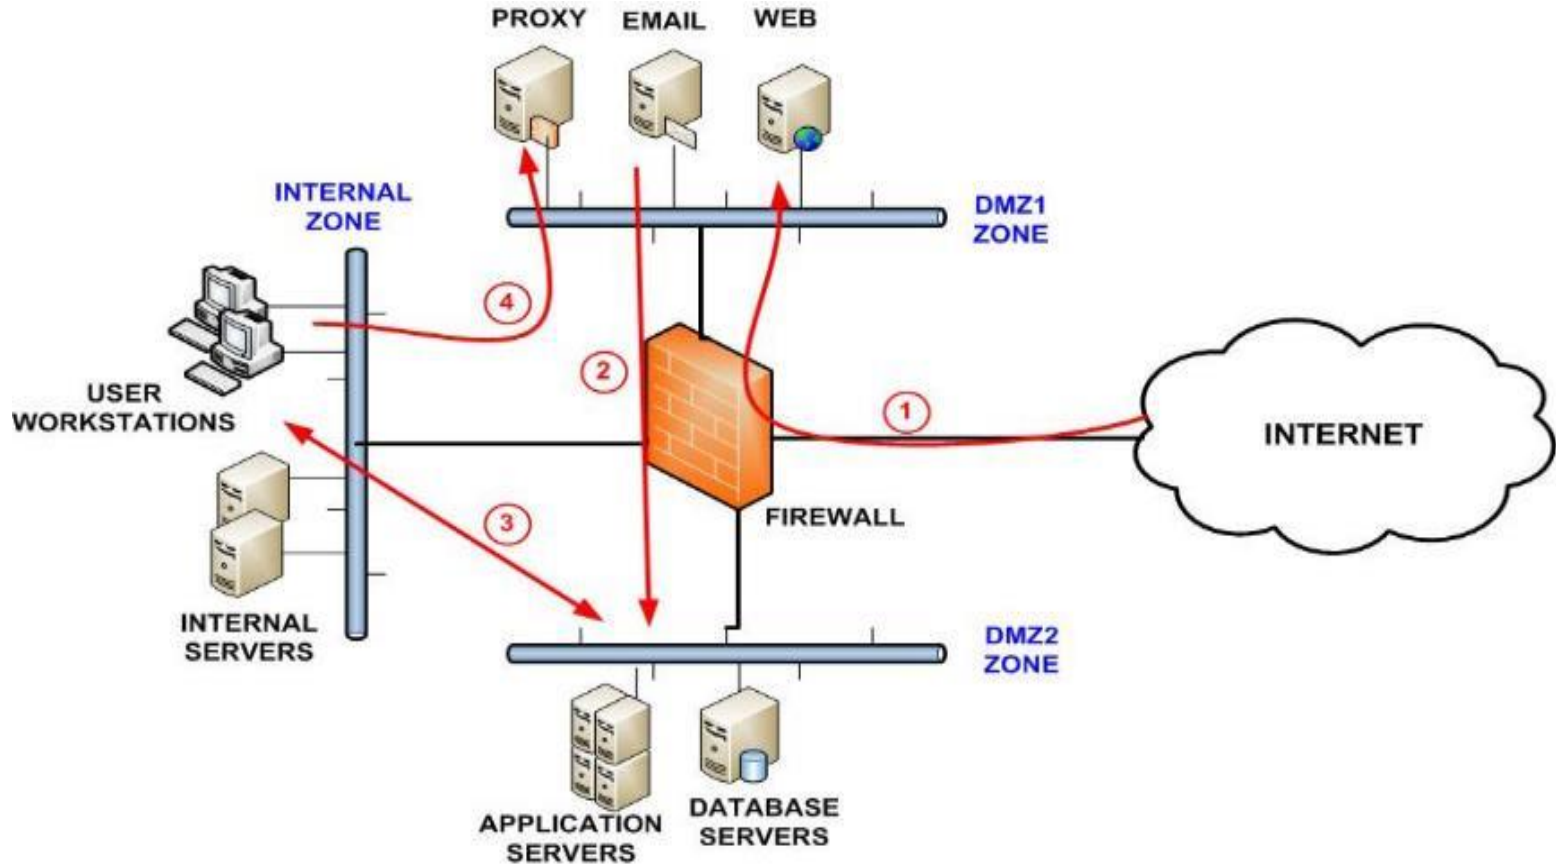 PROXY
EMAIL
WEB
INTERNAL
ZONE
DMZ1
ZONE
4
USER
WORKSTATIONS
2
1
INTERNET
3
FIREWALL
INTERNAL
SERVERS
DMZ2
ZONE
APPLICATION
SERVERS
DATABASE
SERVERS